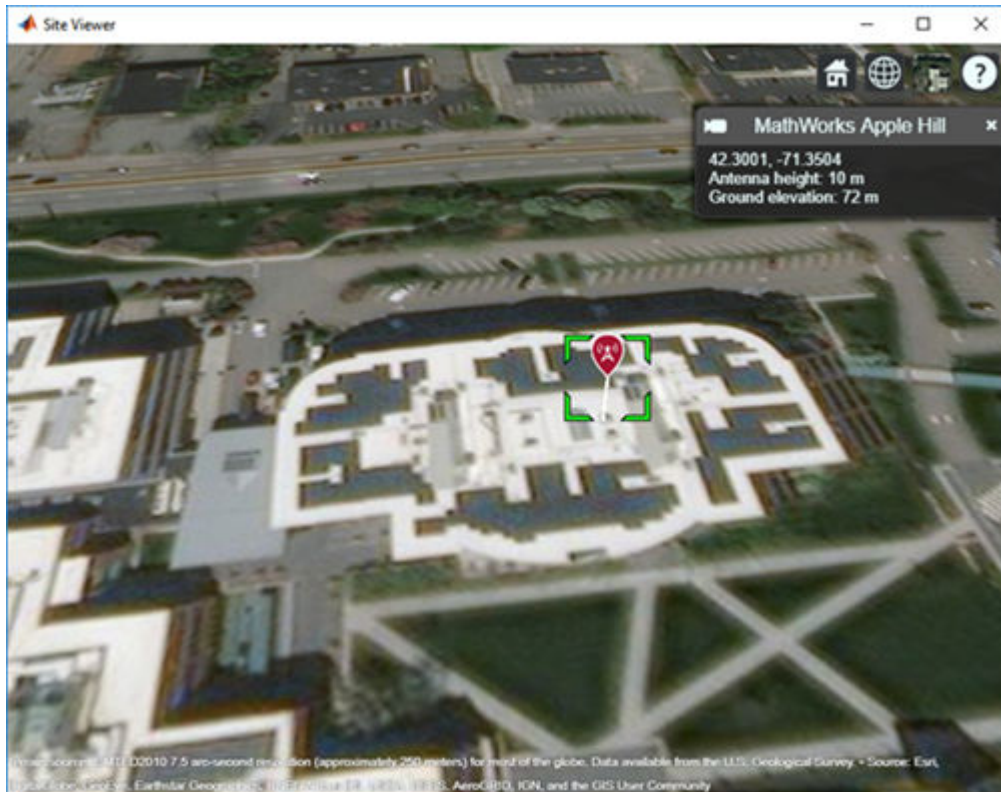 Site Viewer
?
MathWorks Apple Hill
42.3001, -71.3504
Antenna height: 10 m
Ground elevation: 72 m
7.5 arc-second resolution (approximately 250 meters) for most of the globe. Data available from the U.S. Geological Survey. • Source: Esri,
Earthstar Geographics, AeroGRID, IGN, and the GIS User Community